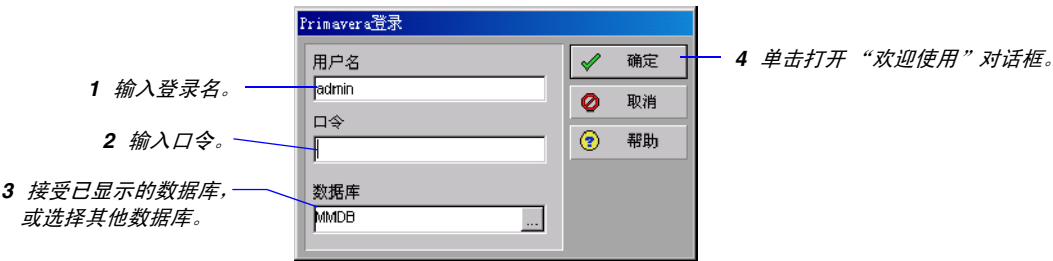 Primavera登录
用户名
admin
口令
数据库
MMDB
...
确定
取消
帮助
1 输入登录名。
2 输入口令。
3 接受已显示的数据库，
或选择其他数据库。
4 单击打开 “欢迎使用”对话框。